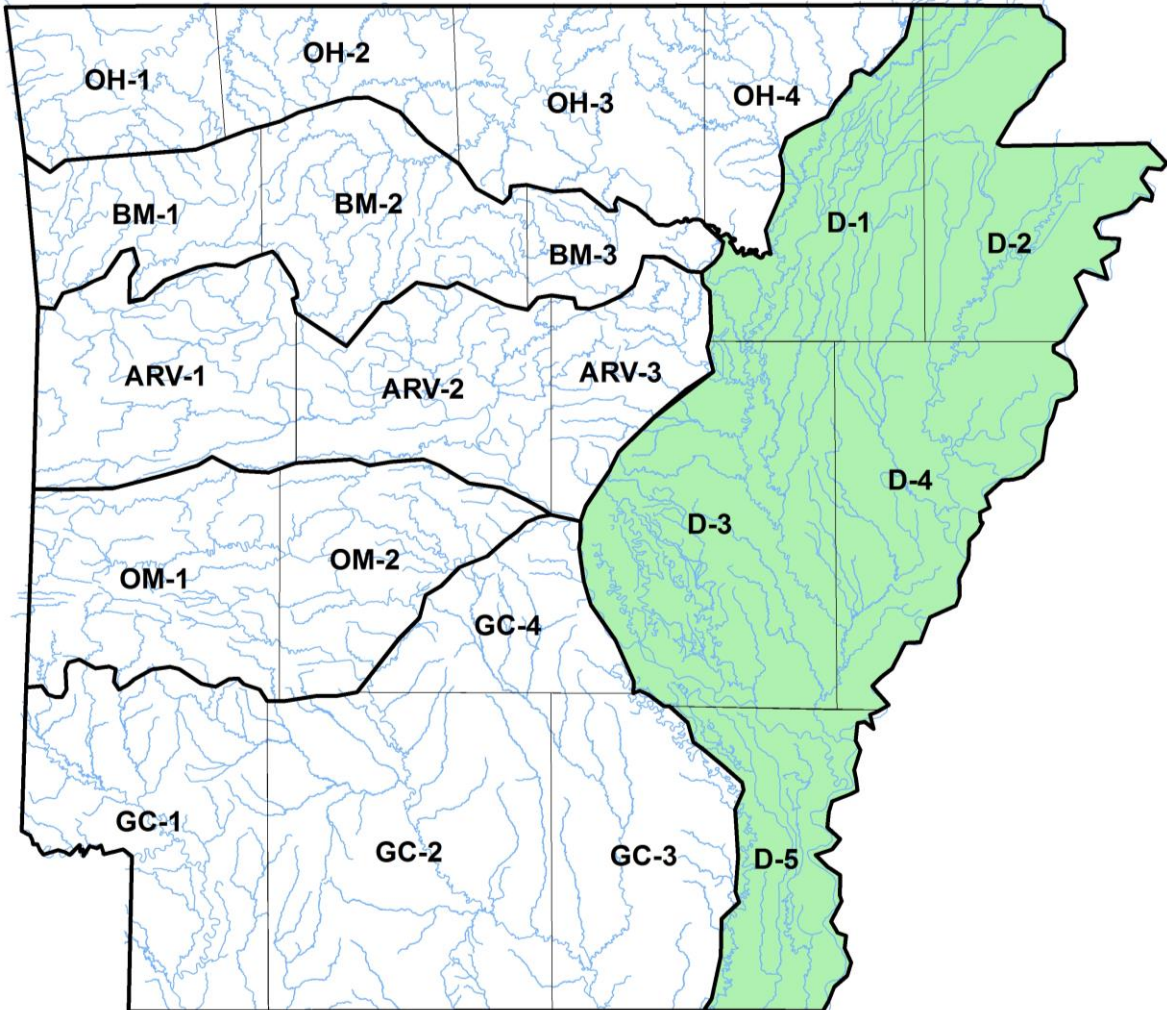 OH-1
OH-2
OH-3
OH-4
BM-1
BM-2
BM-3
D-1
D-2
ARV-1
ARV-2
ARV-3
D-3
D-4
OM-1
OM-2
GC-4
GC-1
GC-2
GC-3
D-5